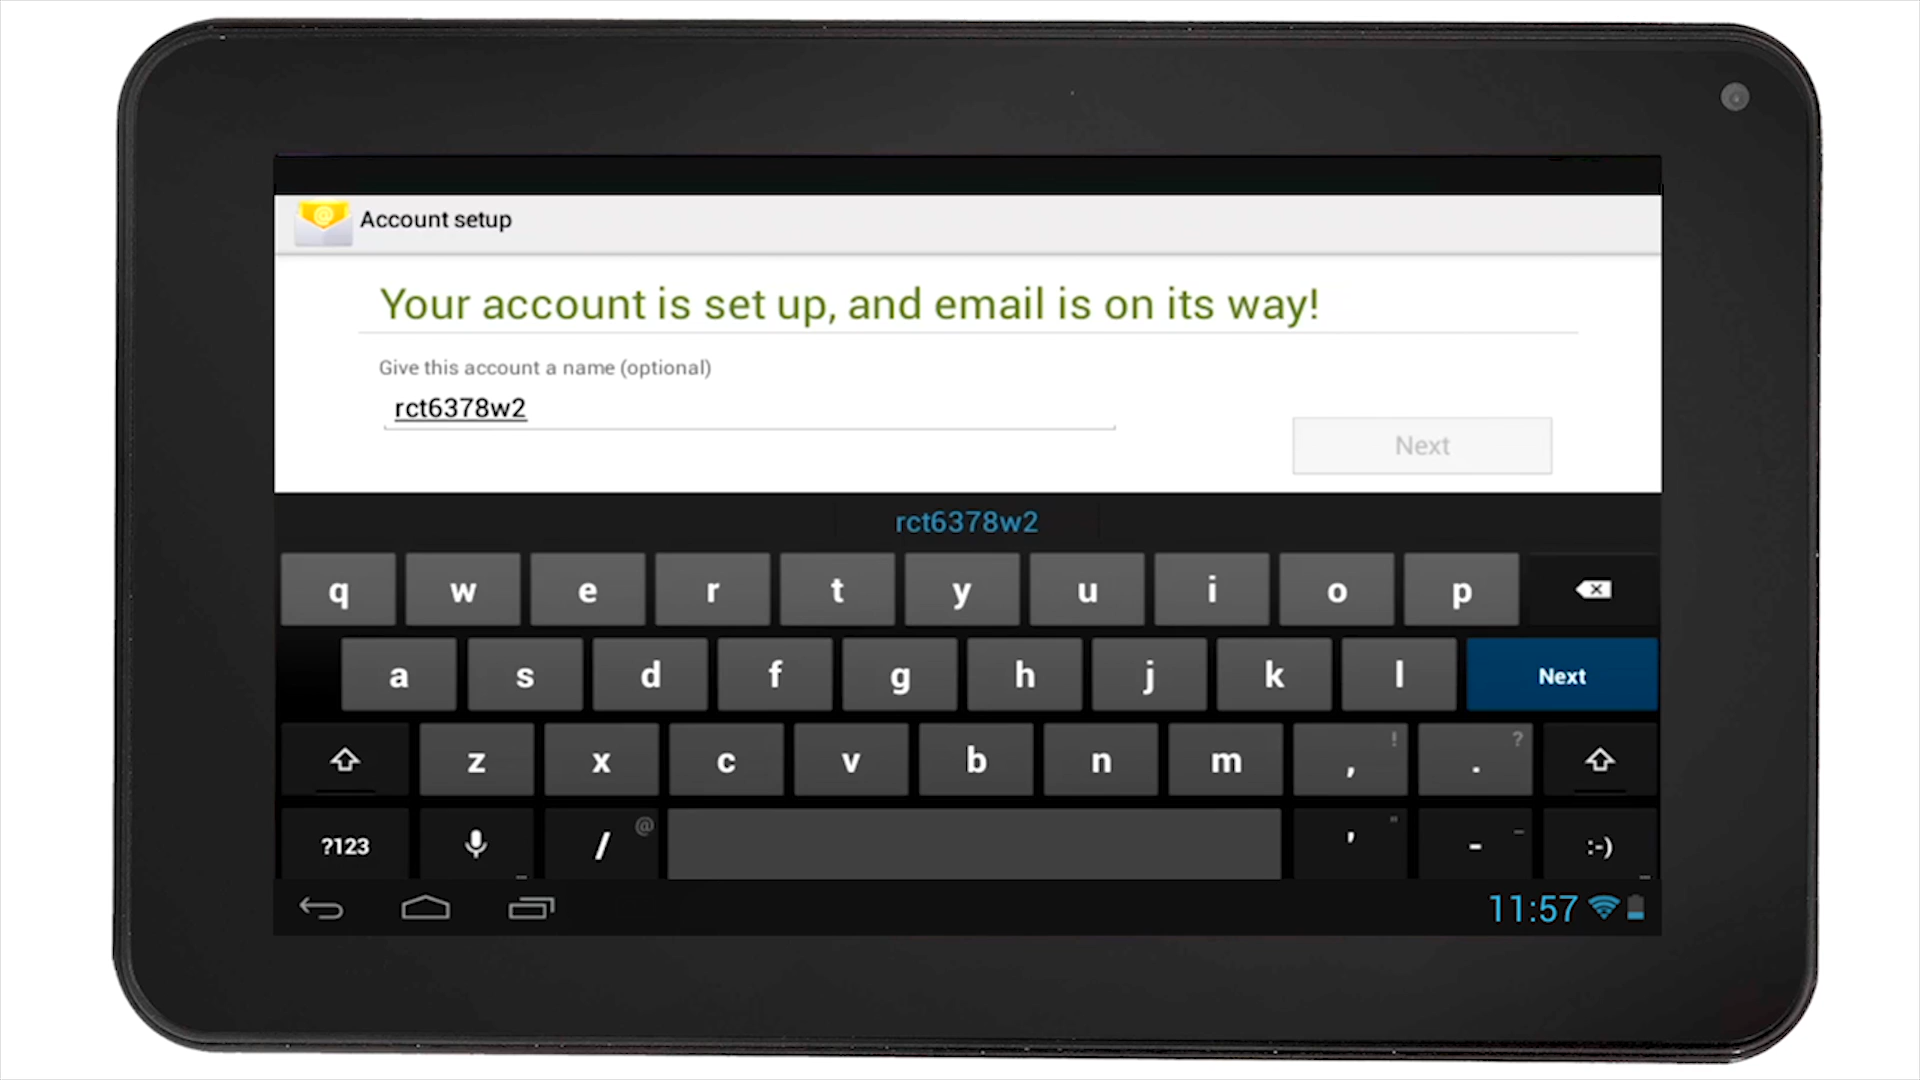 @ Account setup
Your account is set up, and email is on its way!
Give this account a name (optional)
rct6378w2
Next
rct6378w2
q w e r t y u i o p
a s d f g h j k l Next
z x c v b n m , ! . ?
?123 / @ ' " - _ :-)
11:57